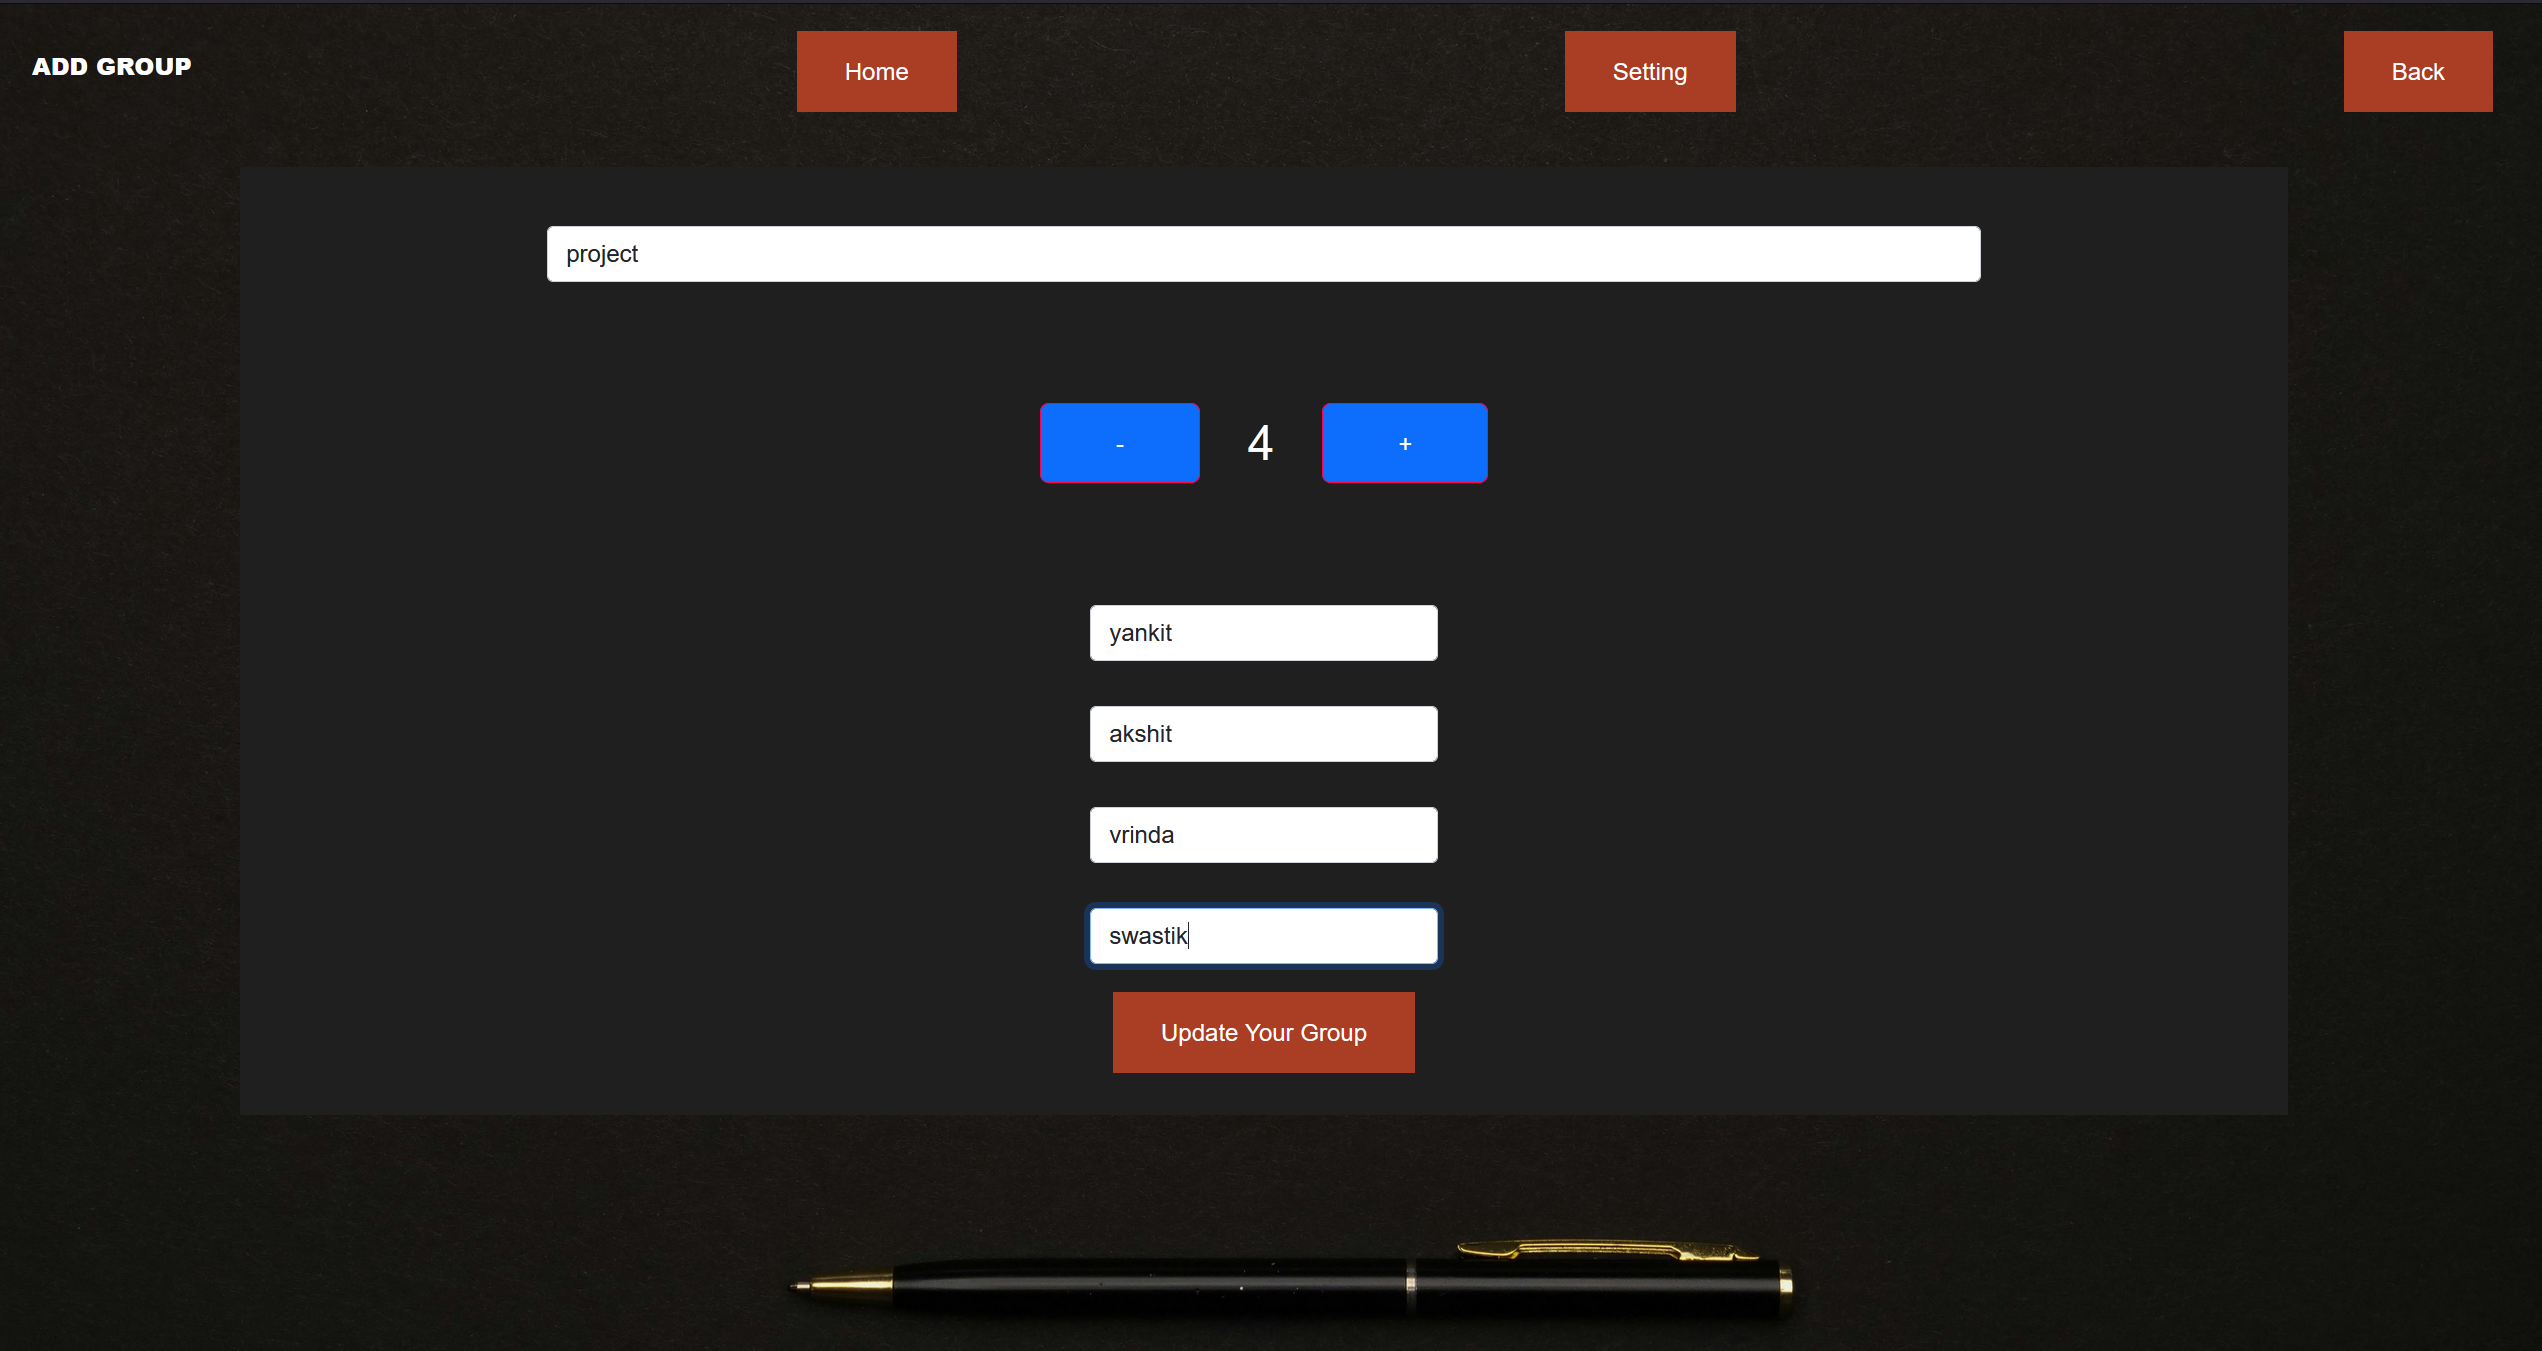 ADD GROUP
Home
Setting
Back
project
- 4 +
yankit
akshit
vrinda
swastik
Update Your Group